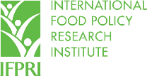 INTERNATIONAL
FOOD POLICY
RESEARCH
INSTITUTE
IFPRI